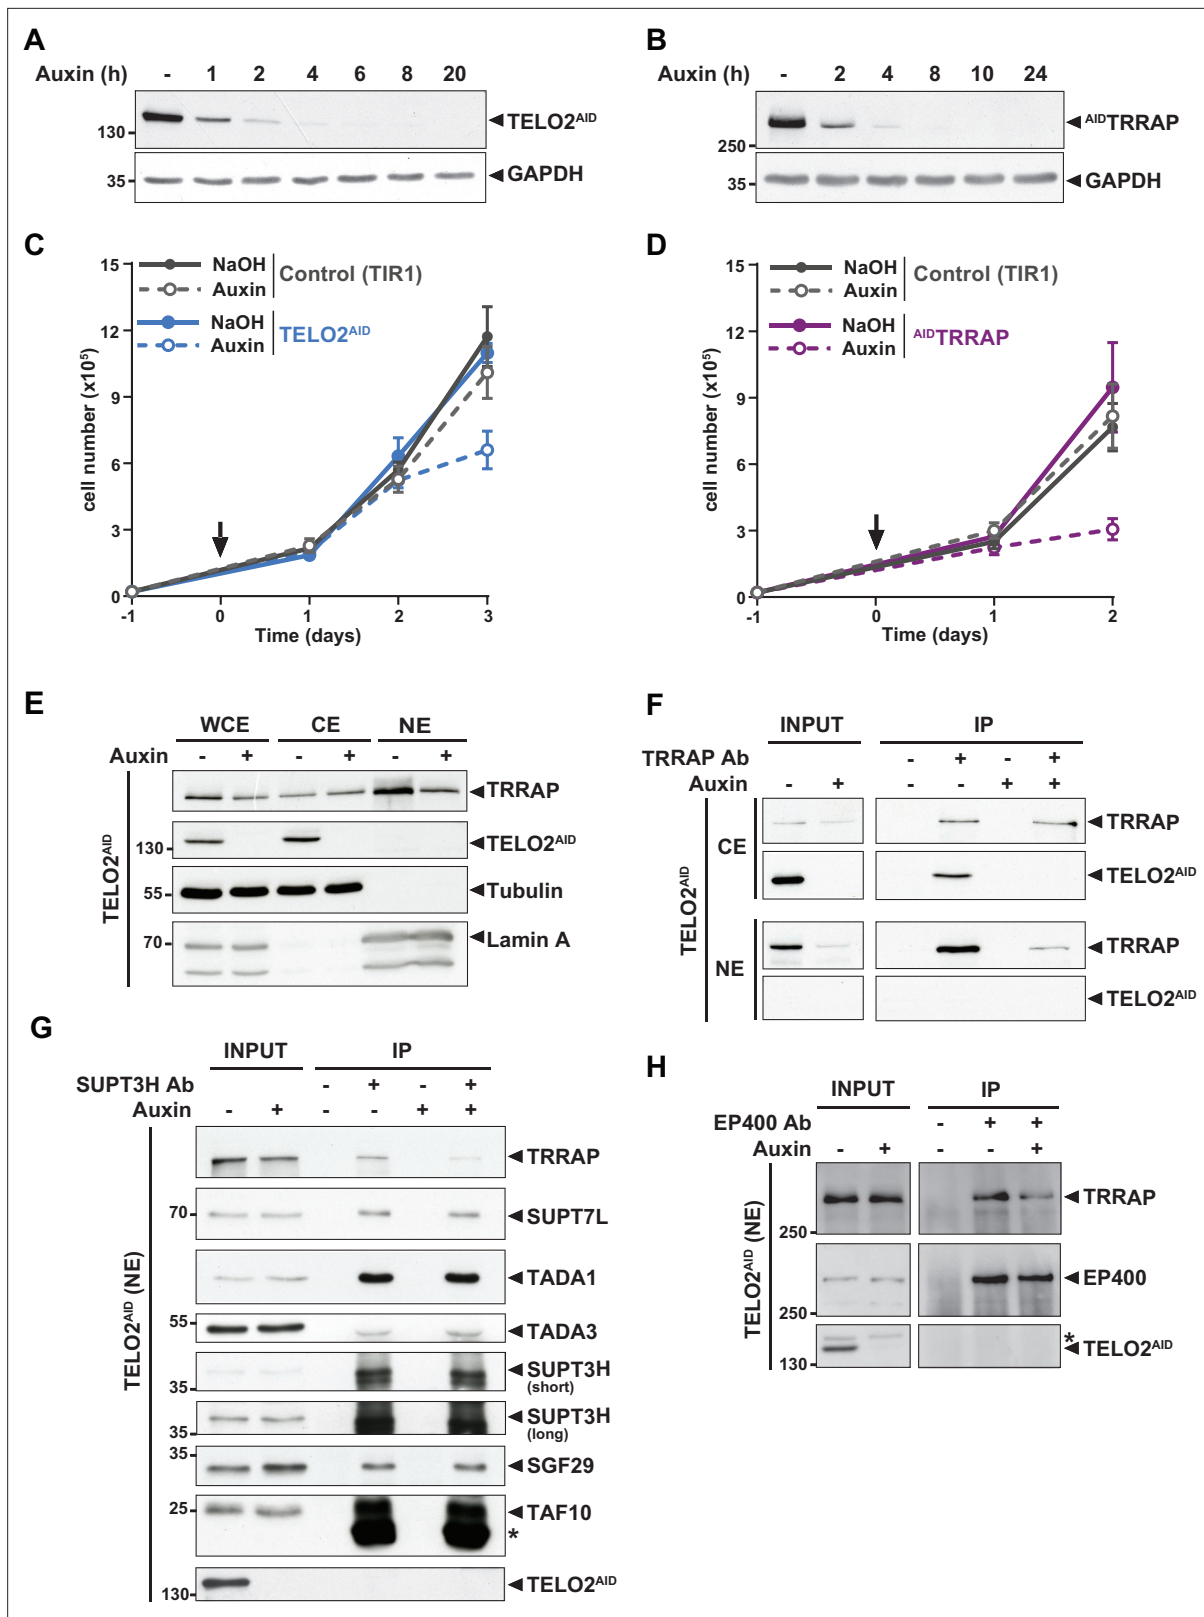 A
Auxin (h) - 1 2 4 6 8 20
130
TELO2AID
35
GAPDH
B
Auxin (h) - 2 4 8 10 24
250
AIDTRRAP
35
GAPDH
C
NaOH
Auxin
Control (TIR1)
NaOH
Auxin
TELO2AID
cell number (x10⁵)
15
12
9
6
3
0
-1 0 1 2 3
Time (days)
D
NaOH
Auxin
Control (TIR1)
NaOH
Auxin
AIDTRRAP
cell number (x10⁵)
15
12
9
6
3
0
-1 0 1 2
Time (days)
E
WCE CE NE
Auxin - + - + - +
TELO2AID
TRRAP
130
TELO2AID
55
Tubulin
70
Lamin A
F
INPUT IP
TRRAP Ab - + - +
Auxin - + - - + +
TELO2AID
CE
TRRAP
TELO2AID
NE
TRRAP
TELO2AID
G
INPUT IP
SUPT3H Ab - + - +
Auxin - + - - + +
TELO2AID (NE)
TRRAP
70
SUPT7L
TADA1
55
TADA3
35
SUPT3H
(short)
35
SUPT3H
(long)
35
SGF29
25
TAF10
*
130
TELO2AID
H
INPUT IP
EP400 Ab - + +
Auxin - + - - +
TELO2AID (NE)
250
TRRAP
250
EP400
*
130
TELO2AID